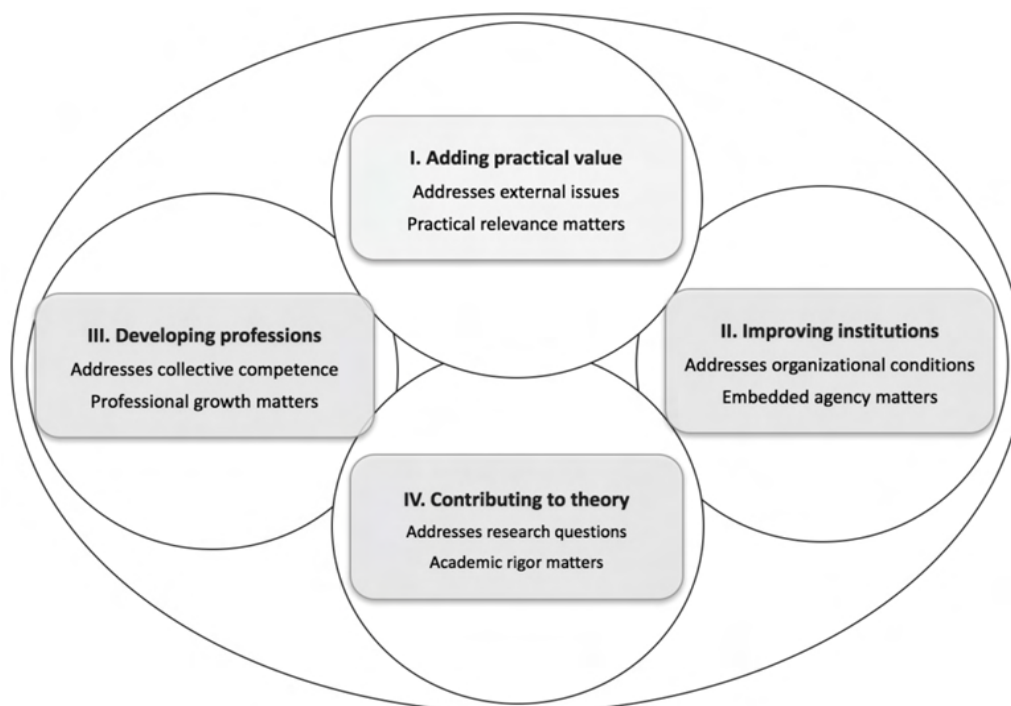 I. Adding practical value
Addresses external issues
Practical relevance matters
III. Developing professions
Addresses collective competence
Professional growth matters
II. Improving institutions
Addresses organizational conditions
Embedded agency matters
IV. Contributing to theory
Addresses research questions
Academic rigor matters